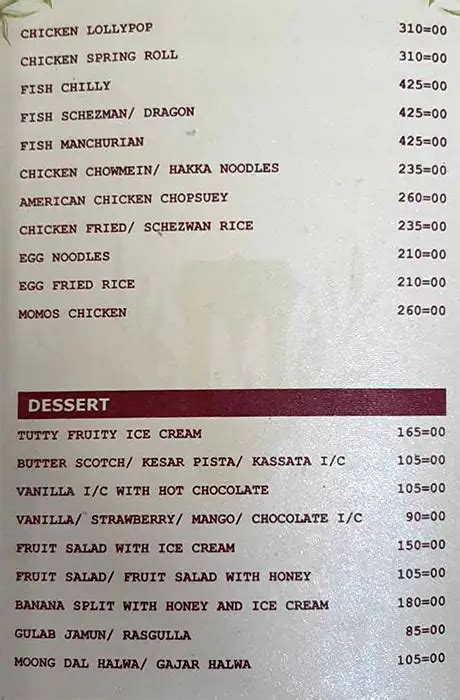 CHICKEN LOLLYPOP 310=00
CHICKEN SPRING ROLL 310=00
FISH CHILLY 425=00
FISH SCHEZMAN/ DRAGON 425=00
FISH MANCHURIAN 425=00
CHICKEN CHOWMEIN/ HAKKA NOODLES 235=00
AMERICAN CHICKEN CHOPSUEY 260=00
CHICKEN FRIED/ SCHEZWAN RICE 235=00
EGG NOODLES 210=00
EGG FRIED RICE 210=00
MOMOS CHICKEN 260=00
DESSERT
TUTTY FRUITY ICE CREAM 165=00
BUTTER SCOTCH/ KESAR PISTA/ KASSATA I/C 105=00
VANILLA I/C WITH HOT CHOCOLATE 105=00
VANILLA/ STRAWBERRY/ MANGO/ CHOCOLATE I/C 90=00
FRUIT SALAD WITH ICE CREAM 150=00
FRUIT SALAD/ FRUIT SALAD WITH HONEY 105=00
BANANA SPLIT WITH HONEY AND ICE CREAM 180=00
GULAB JAMUN/ RASGULLA 85=00
MOONG DAL HALWA/ GAJAR HALWA 105=00